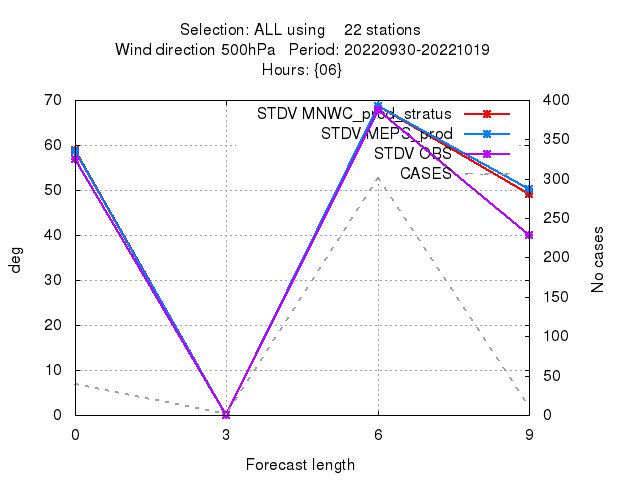 Selection: ALL using 22 stations
Wind direction 500hPa Period: 20220930-20221019
Hours: {06}
70 400
STDV MNWC_prod_stratus
60 350
STDV MEPS_prod
STDV OBS
50 300
CASES
40 250
deg
No cases
30 200
150
20 100
10 50
0 0
0 3 6 9
Forecast length